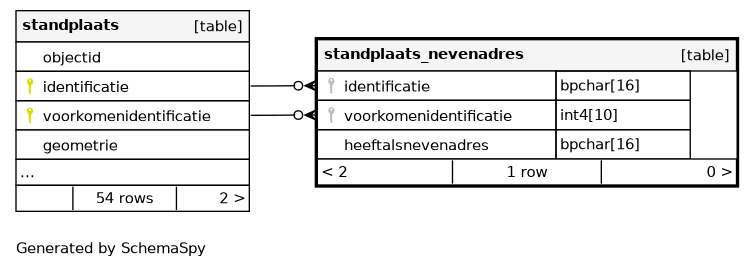 standplaats [table]
objectid
identificatie
voorkomenidentificatie
geometrie
...
54 rows 2 >
standplaats_nevenadres [table]
identificatie bpchar[16]
voorkomenidentificatie int4[10]
heeftalsnevenadres bpchar[16]
< 2 1 row 0 >
Generated by SchemaSpy